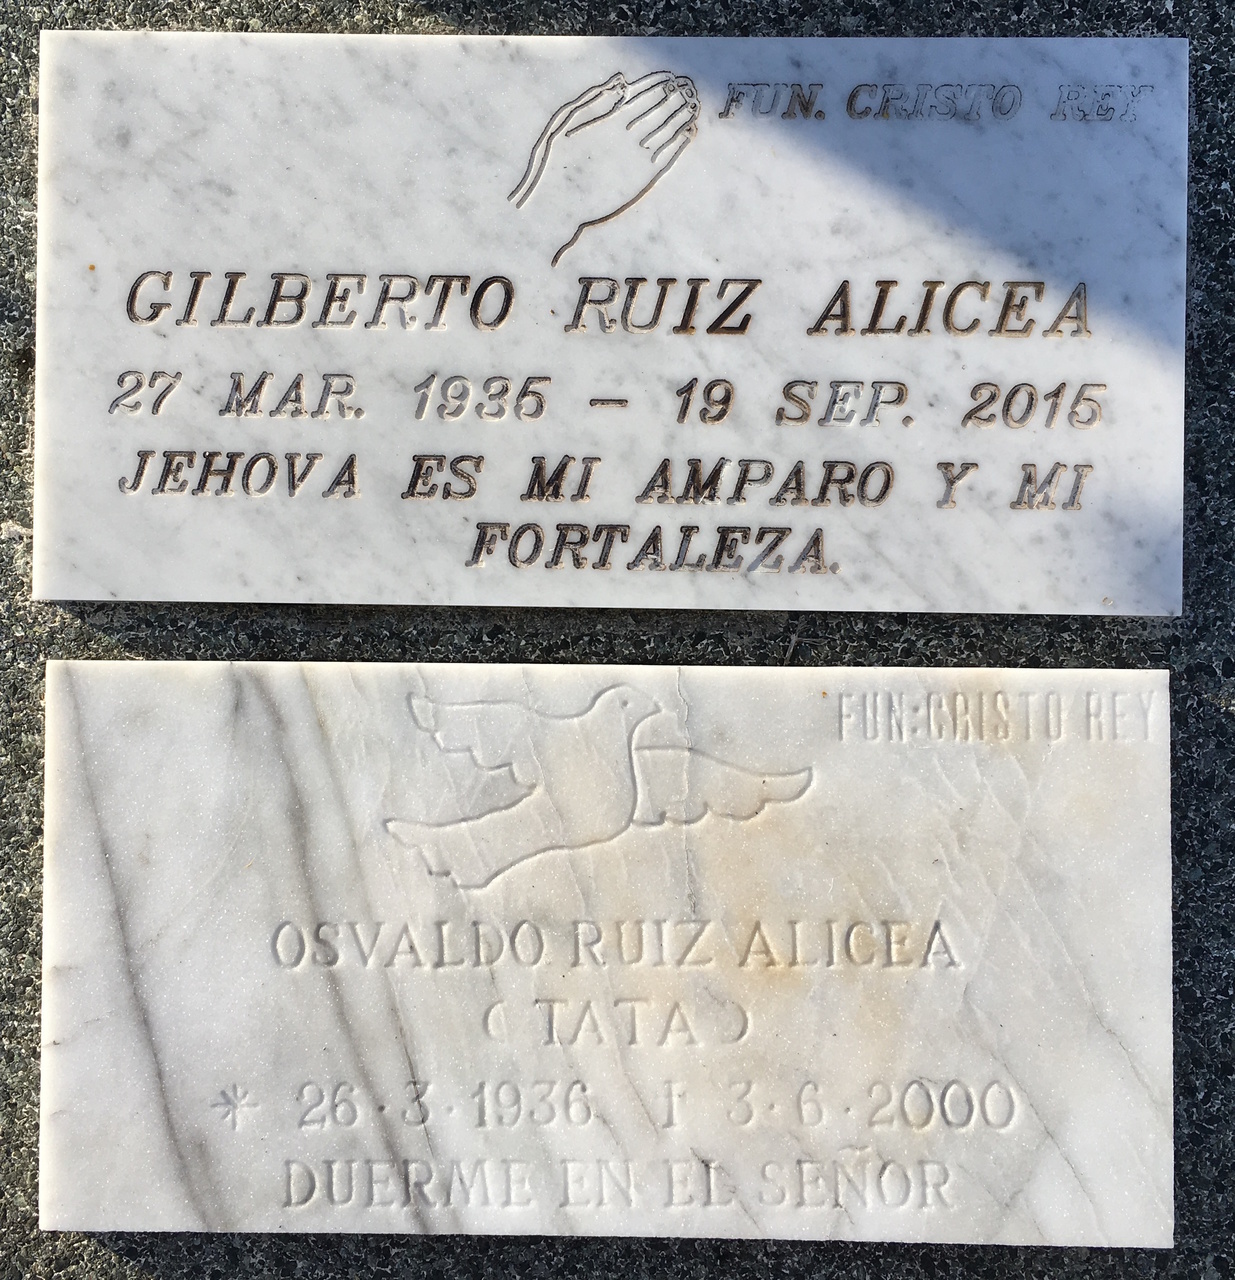 FUN. CRISTO REY
GILBERTO RUIZ ALICEA
27 MAR. 1935 – 19 SEP. 2015
JEHOVA ES MI AMPARO Y MI
FORTALEZA.
FUN: CRISTO REY
OSVALDO RUIZ ALICEA
(TATA)
* 26·3·1936 † 3·6·2000
DUERME EN EL SEÑOR